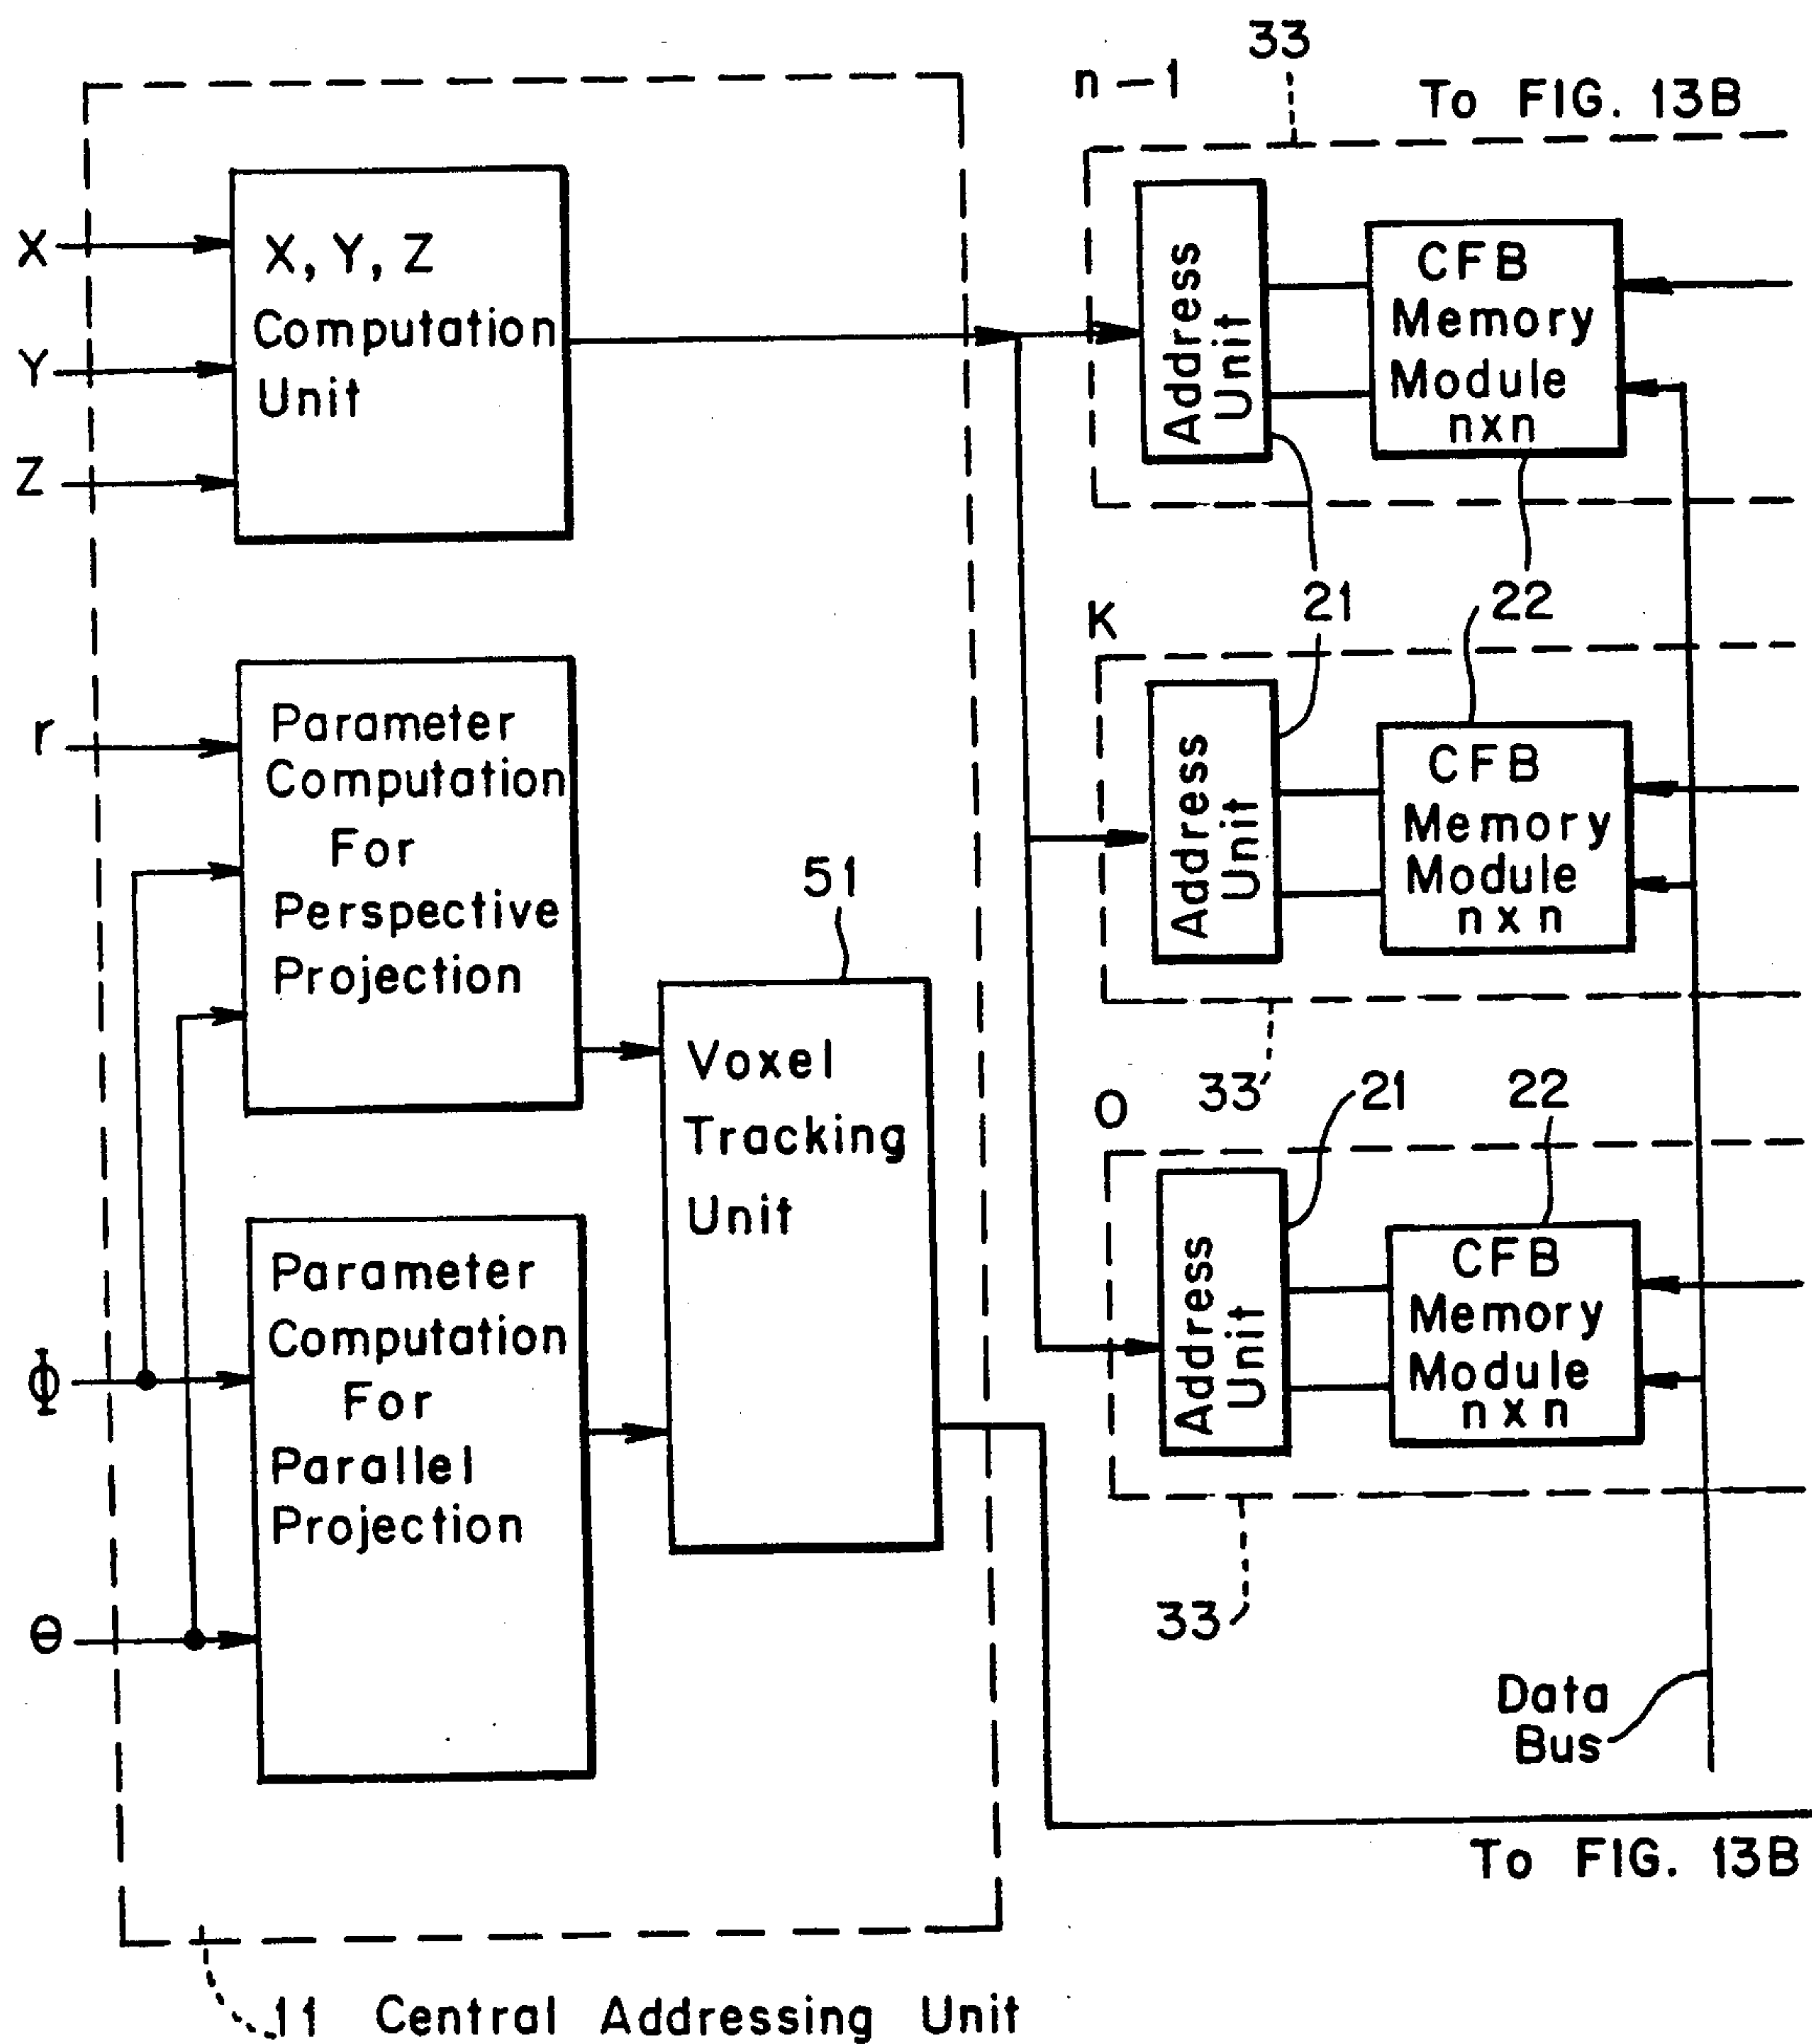 33
n-1
To FIG. 13B
X
Y
Z
X, Y, Z
Computation
Unit
Address
Unit
CFB
Memory
Module
nxn
21
22
K
r
Parameter
Computation
For
Perspective
Projection
Address
Unit
CFB
Memory
Module
nxn
51
Voxel
Tracking
Unit
33'
O
21
22
Φ
θ
Parameter
Computation
For
Parallel
Projection
Address
Unit
CFB
Memory
Module
nxn
33
Data
Bus
To FIG. 13B
11 Central Addressing Unit